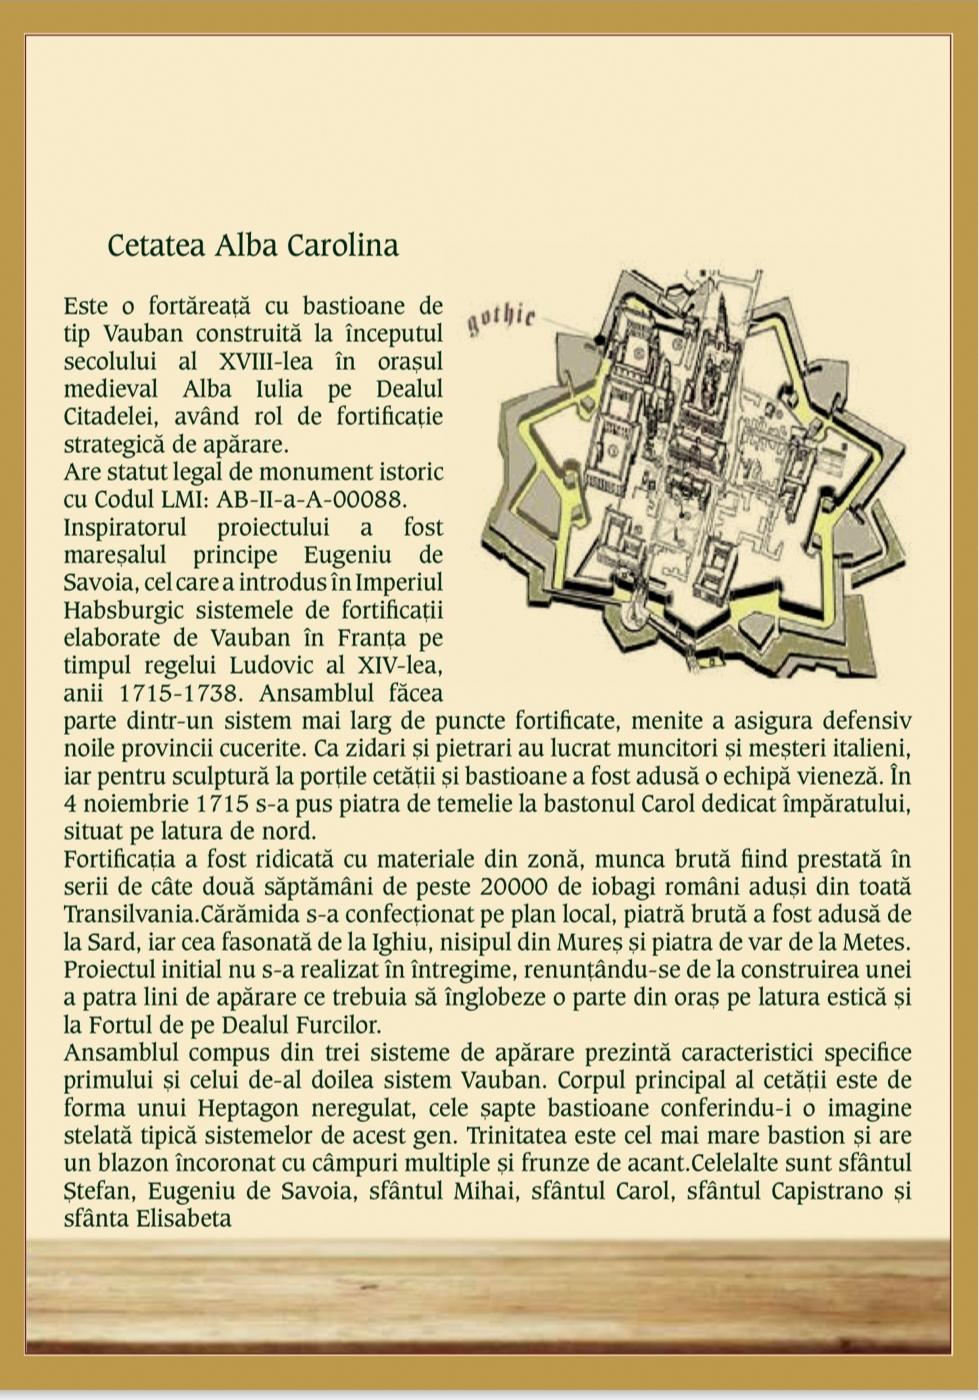 Cetatea Alba Carolina
Este o fortăreață cu bastioane de
tip Vauban construită la începutul
secolului al XVIII-lea în orașul
medieval Alba Iulia pe Dealul
Citadelei, având rol de fortificație
strategică de apărare.
Are statut legal de monument istoric
cu Codul LMI: AB-II-a-A-00088.
Inspiratorul proiectului a fost
mareșalul principe Eugeniu de
Savoia, cel care a introdus în Imperiul
Habsburgic sistemele de fortificații
elaborate de Vauban în Franța pe
timpul regelui Ludovic al XIV-lea,
anii 1715-1738. Ansamblul făcea
gothic
parte dintr-un sistem mai larg de puncte fortificate, menite a asigura defensiv
noile provincii cucerite. Ca zidari și pietrari au lucrat muncitori și meșteri italieni,
iar pentru sculptură la porțile cetății și bastioane a fost adusă o echipă vieneză. În
4 noiembrie 1715 s-a pus piatra de temelie la bastonul Carol dedicat împăratului,
situat pe latura de nord.
Fortificația a fost ridicată cu materiale din zonă, munca brută fiind prestată în
serii de câte două săptămâni de peste 20000 de iobagi români aduși din toată
Transilvania.Cărămida s-a confecționat pe plan local, piatră brută a fost adusă de
la Sard, iar cea fasonată de la Ighiu, nisipul din Mureș și piatra de var de la Metes.
Proiectul initial nu s-a realizat în întregime, renunțându-se de la construirea unei
a patra lini de apărare ce trebuia să înglobeze o parte din oraș pe latura estică și
la Fortul de pe Dealul Furcilor.
Ansamblul compus din trei sisteme de apărare prezintă caracteristici specifice
primului și celui de-al doilea sistem Vauban. Corpul principal al cetății este de
forma unui Heptagon neregulat, cele șapte bastioane conferindu-i o imagine
stelată tipică sistemelor de acest gen. Trinitatea este cel mai mare bastion și are
un blazon încoronat cu câmpuri multiple și frunze de acant.Celelalte sunt sfântul
Ștefan, Eugeniu de Savoia, sfântul Mihai, sfântul Carol, sfântul Capistrano și
sfânta Elisabeta